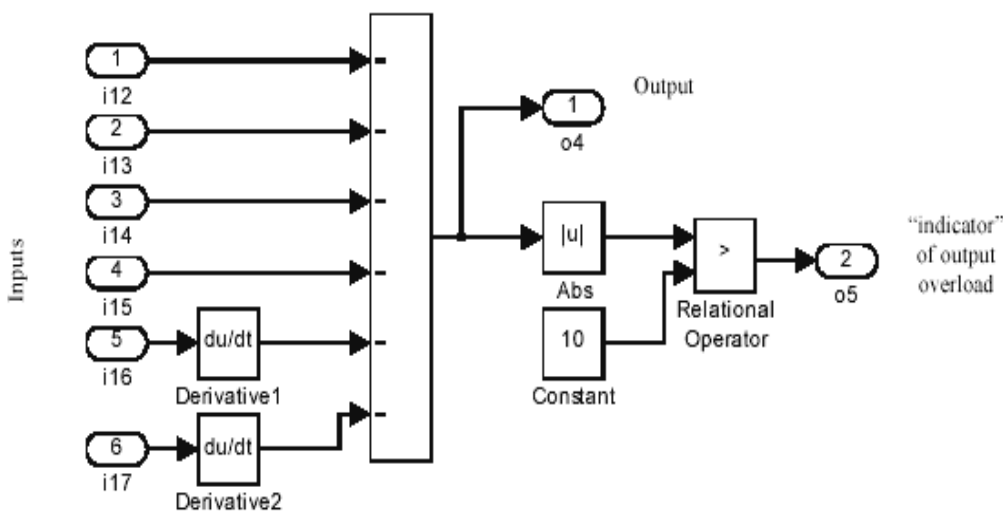 Inputs
1
i12
2
i13
3
i14
4
i15
5
i16
du/dt
Derivative1
6
i17
du/dt
Derivative2
-
-
-
-
-
-
1
o4
Output
|u|
Abs
10
Constant
>
Relational
Operator
2
o5
“indicator”
of output
overload